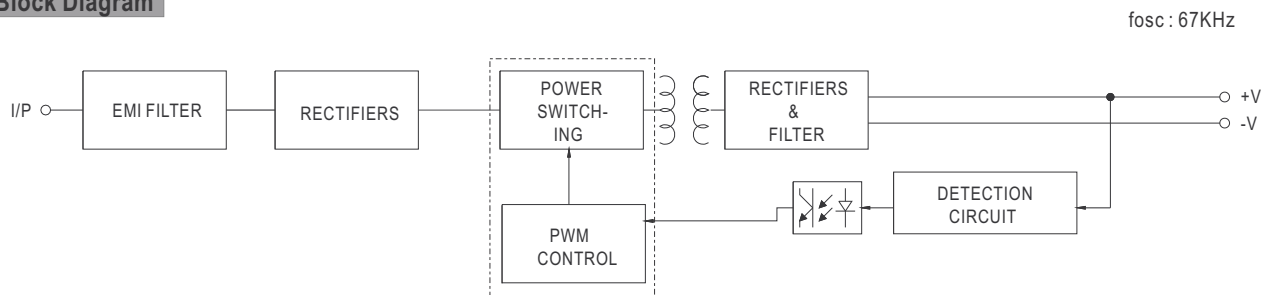 Block Diagram
fosc : 67KHz
I/P
EMI FILTER
RECTIFIERS
POWER
SWITCH-
ING
RECTIFIERS
&
FILTER
+V
-V
DETECTION
CIRCUIT
PWM
CONTROL